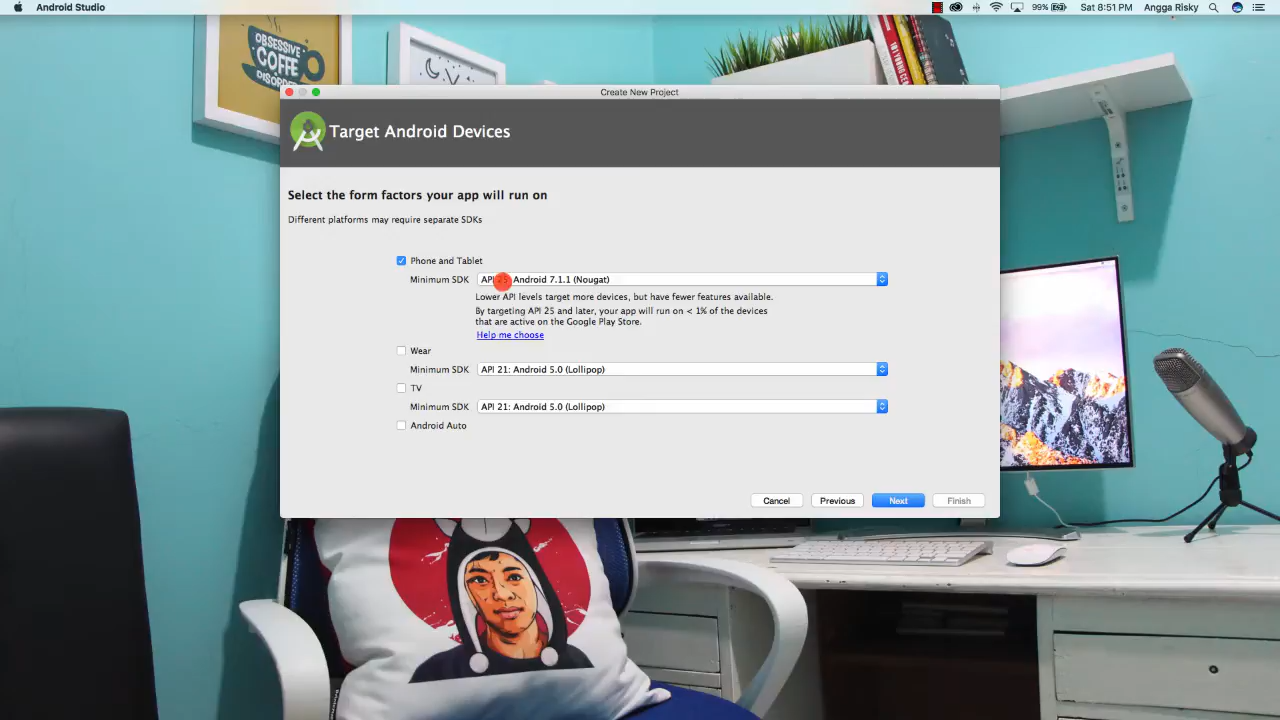 Android Studio
99%
Sat 8:51 PM
Angga Risky
OBSESSIVE
COFFE
DISORDER
Create New Project
Target Android Devices
Select the form factors your app will run on
Different platforms may require separate SDKs
Phone and Tablet
Minimum SDK
API 25: Android 7.1.1 (Nougat)
Lower API levels target more devices, but have fewer features available.
By targeting API 25 and later, your app will run on < 1% of the devices
that are active on the Google Play Store.
Help me choose
Wear
Minimum SDK
API 21: Android 5.0 (Lollipop)
TV
Minimum SDK
API 21: Android 5.0 (Lollipop)
Android Auto
Cancel
Previous
Next
Finish